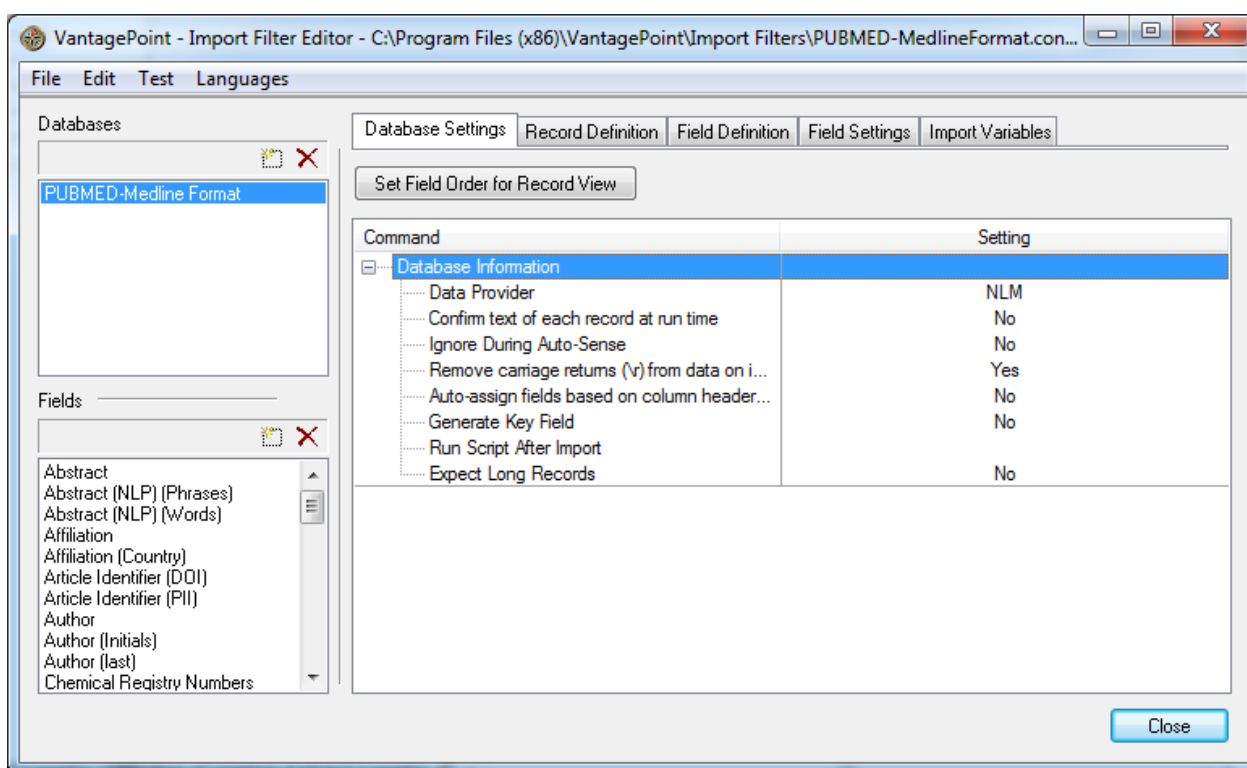 VantagePoint - Import Filter Editor - C:\Program Files (x86)\VantagePoint\Import Filters\PUBMED-MedlineFormat.con...
File Edit Test Languages
Databases
PUBMED-Medline Format
Fields
Abstract
Abstract (NLP) (Phrases)
Abstract (NLP) (Words)
Affiliation
Affiliation (Country)
Article Identifier (DOI)
Article Identifier (PII)
Author
Author (Initials)
Author (last)
Chemical Registry Numbers
Database Settings Record Definition Field Definition Field Settings Import Variables
Set Field Order for Record View
Command Setting
Database Information
Data Provider NLM
Confirm text of each record at run time No
Ignore During Auto-Sense No
Remove carriage returns (\r) from data on i... Yes
Auto-assign fields based on column header... No
Generate Key Field No
Run Script After Import
Expect Long Records No
Close